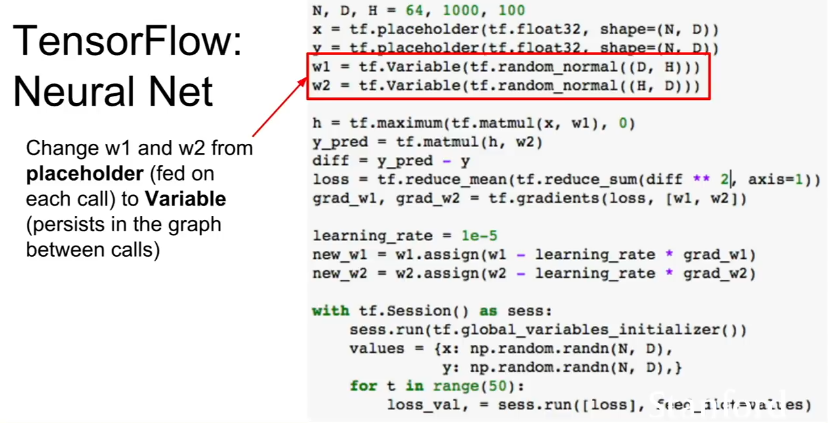 TensorFlow:
Neural Net
Change w1 and w2 from
placeholder (fed on
each call) to Variable
(persists in the graph
between calls)
N, D, H = 64, 1000, 100
x = tf.placeholder(tf.float32, shape=(N, D))
y = tf.placeholder(tf.float32, shape=(N, D))
w1 = tf.Variable(tf.random_normal((D, H)))
w2 = tf.Variable(tf.random_normal((H, D)))
h = tf.maximum(tf.matmul(x, w1), 0)
y_pred = tf.matmul(h, w2)
diff = y_pred - y
loss = tf.reduce_mean(tf.reduce_sum(diff ** 2, axis=1))
grad_w1, grad_w2 = tf.gradients(loss, [w1, w2])
learning_rate = 1e-5
new_w1 = w1.assign(w1 - learning_rate * grad_w1)
new_w2 = w2.assign(w2 - learning_rate * grad_w2)
with tf.Session() as sess:
    sess.run(tf.global_variables_initializer())
    values = {x: np.random.randn(N, D),
              y: np.random.randn(N, D),}
    for t in range(50):
        loss_val, = sess.run([loss], feed_dict=values)
Stanford